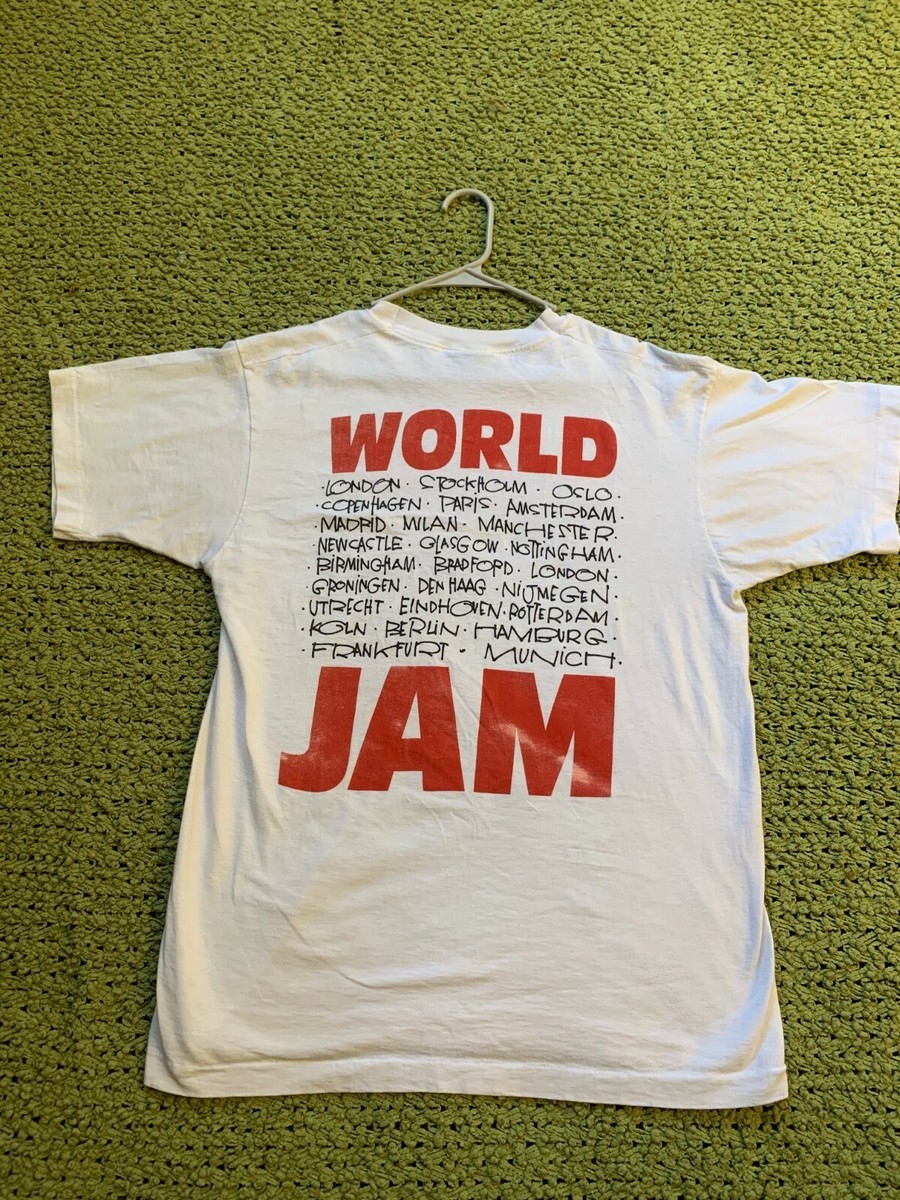 WORLD
·LONDON · STOCKHOLM · OSLO ·
·COPENHAGEN · PARIS · AMSTERDAM ·
·MADRID · MILAN · MANCHESTER ·
·NEWCASTLE · GLASGOW · NOTTINGHAM ·
·BIRMINGHAM · BRADFORD · LONDON ·
·GRONINGEN · DEN HAAG · NIJMEGEN
·UTRECHT · EINDHOVEN · ROTTERDAM ·
·KOLN · BERLIN · HAMBURG ·
·FRANKFURT · MUNICH ·
JAM